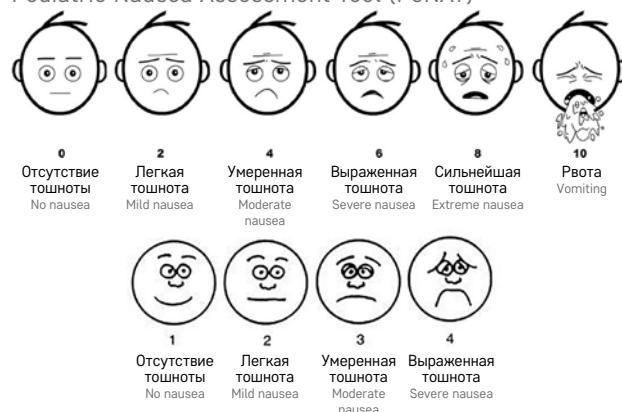 Pediatric Nausea Assessment Tool (PeNAT)
0 2 4 6 8 10
Отсутствие Легкая Умеренная Выраженная Сильнейшая Рвота
тошноты тошнота тошнота тошнота тошнота Vomiting
No nausea Mild nausea Moderate Severe nausea Extreme nausea
nausea
1 2 3 4
Отсутствие Легкая Умеренная Выраженная
тошноты тошнота тошнота тошнота
No nausea Mild nausea Moderate Severe nausea
nausea